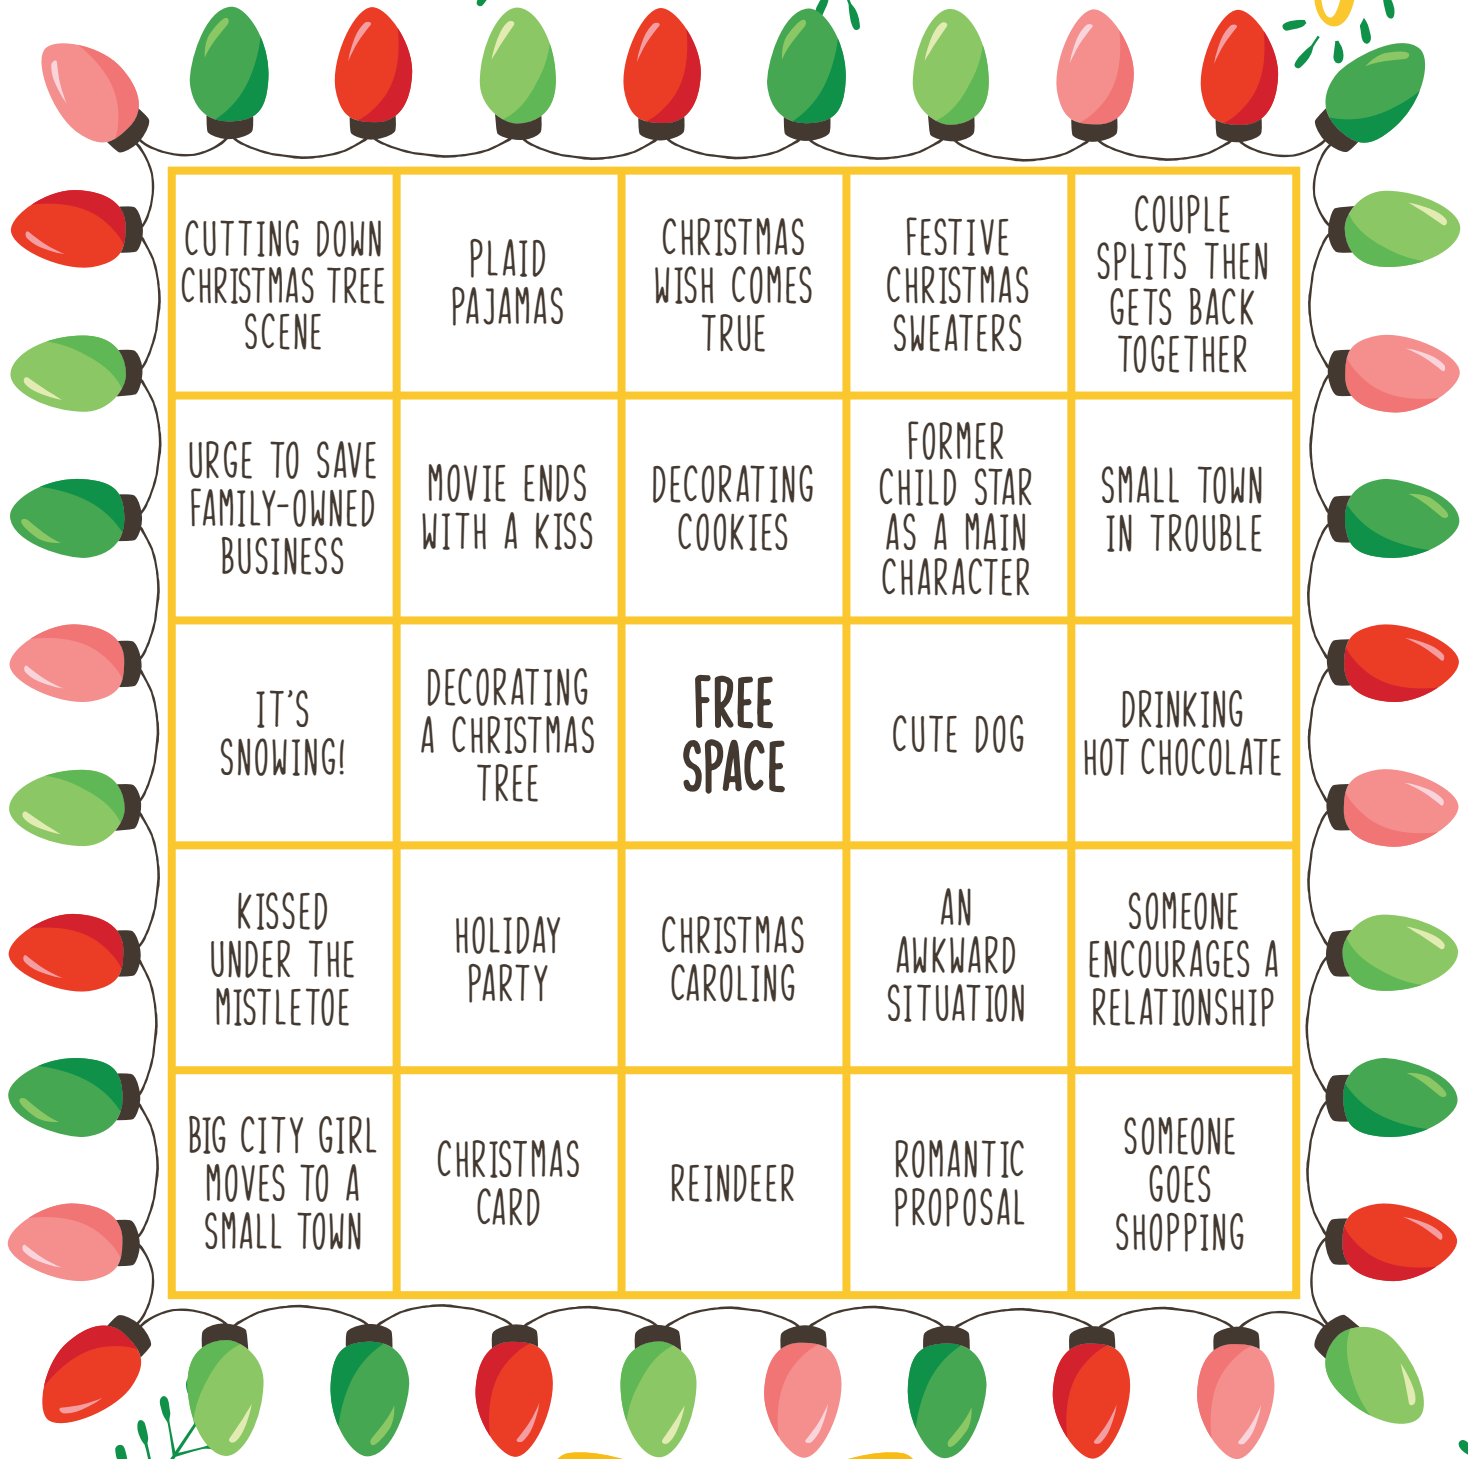 CUTTING DOWN
CHRISTMAS TREE
SCENE
PLAID
PAJAMAS
CHRISTMAS
WISH COMES
TRUE
FESTIVE
CHRISTMAS
SWEATERS
COUPLE
SPLITS THEN
GETS BACK
TOGETHER
URGE TO SAVE
FAMILY-OWNED
BUSINESS
MOVIE ENDS
WITH A KISS
DECORATING
COOKIES
FORMER
CHILD STAR
AS A MAIN
CHARACTER
SMALL TOWN
IN TROUBLE
IT'S
SNOWING!
DECORATING
A CHRISTMAS
TREE
FREE
SPACE
CUTE DOG
DRINKING
HOT CHOCOLATE
KISSED
UNDER THE
MISTLETOE
HOLIDAY
PARTY
CHRISTMAS
CAROLING
AN
AWKWARD
SITUATION
SOMEONE
ENCOURAGES A
RELATIONSHIP
BIG CITY GIRL
MOVES TO A
SMALL TOWN
CHRISTMAS
CARD
REINDEER
ROMANTIC
PROPOSAL
SOMEONE
GOES
SHOPPING